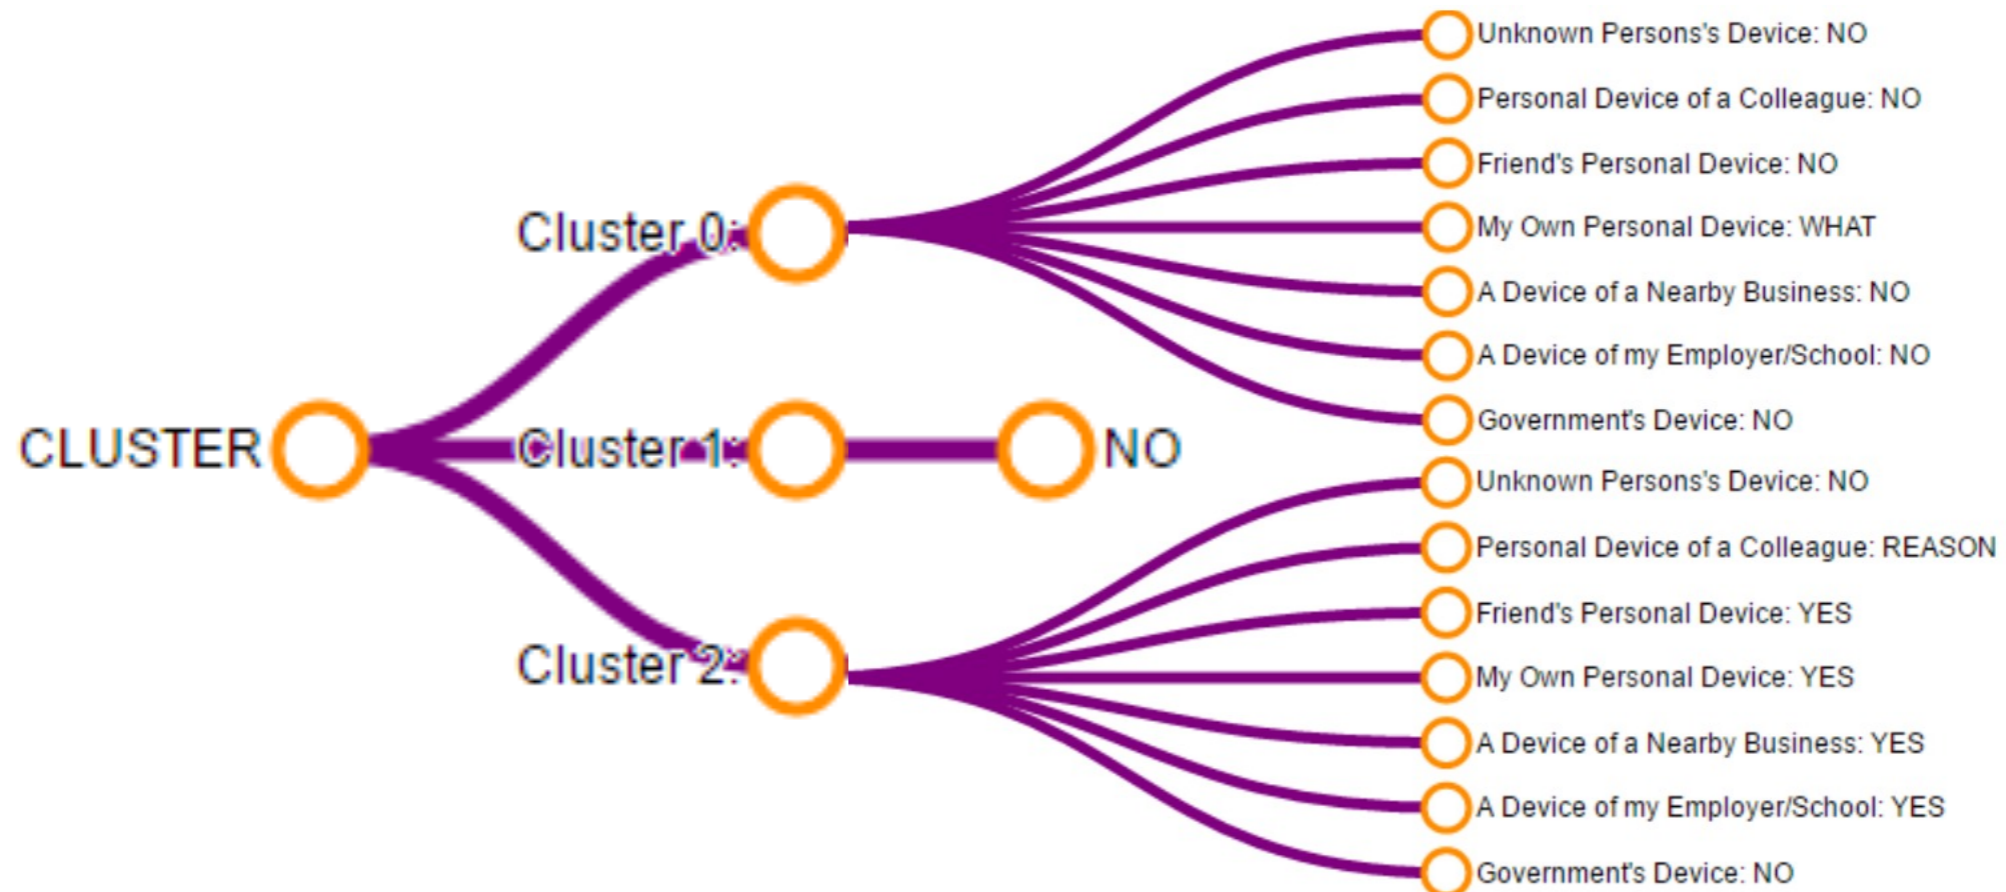 Unknown Persons's Device: NO
Personal Device of a Colleague: NO
Friend's Personal Device: NO
Cluster 0:
My Own Personal Device: WHAT
A Device of a Nearby Business: NO
A Device of my Employer/School: NO
Government's Device: NO
CLUSTER
Cluster 1:
NO
Unknown Persons's Device: NO
Personal Device of a Colleague: REASON
Friend's Personal Device: YES
Cluster 2:
My Own Personal Device: YES
A Device of a Nearby Business: YES
A Device of my Employer/School: YES
Government's Device: NO